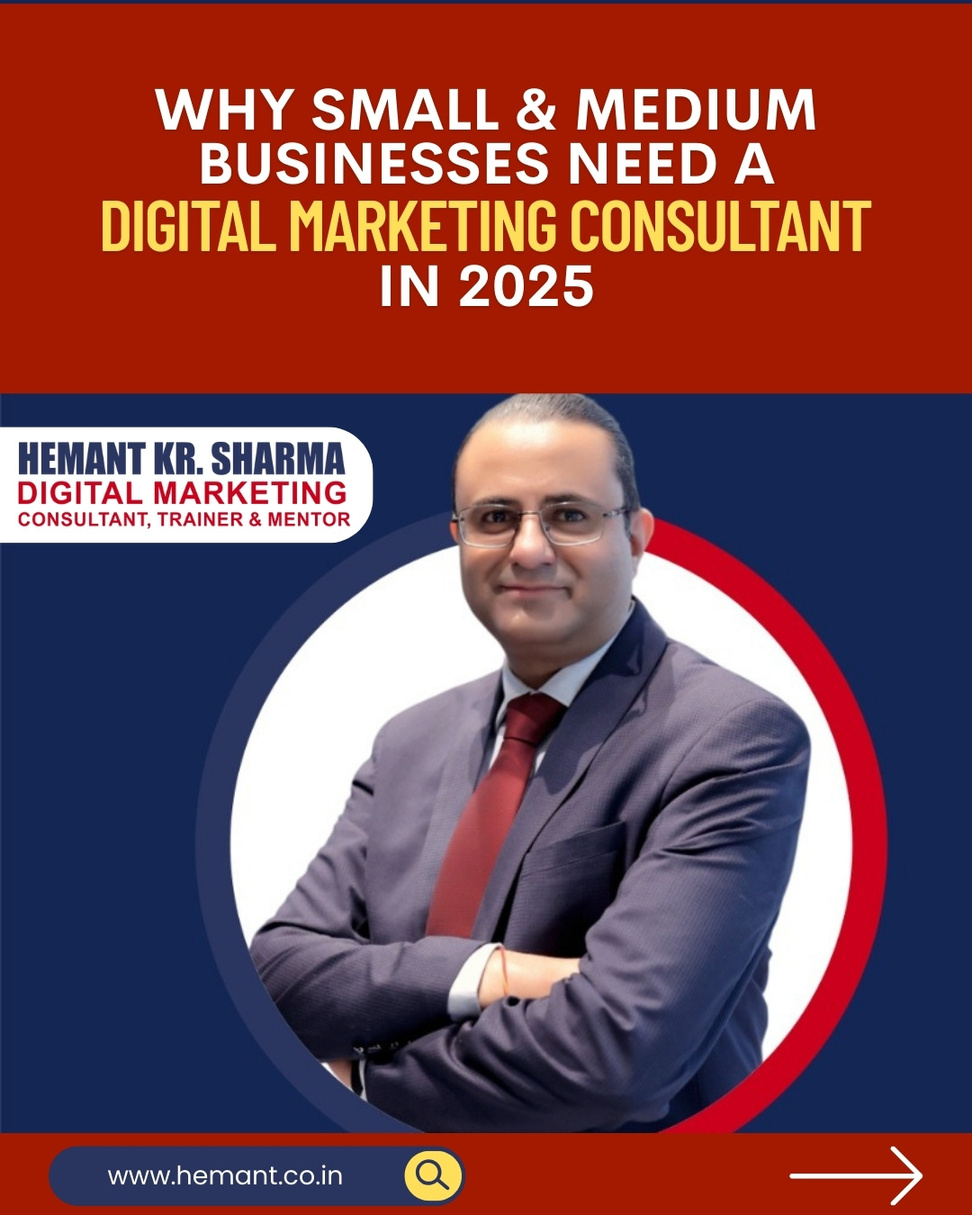 WHY SMALL & MEDIUM
BUSINESSES NEED A
DIGITAL MARKETING CONSULTANT
IN 2025
HEMANT KR. SHARMA
DIGITAL MARKETING
CONSULTANT, TRAINER & MENTOR
www.hemant.co.in